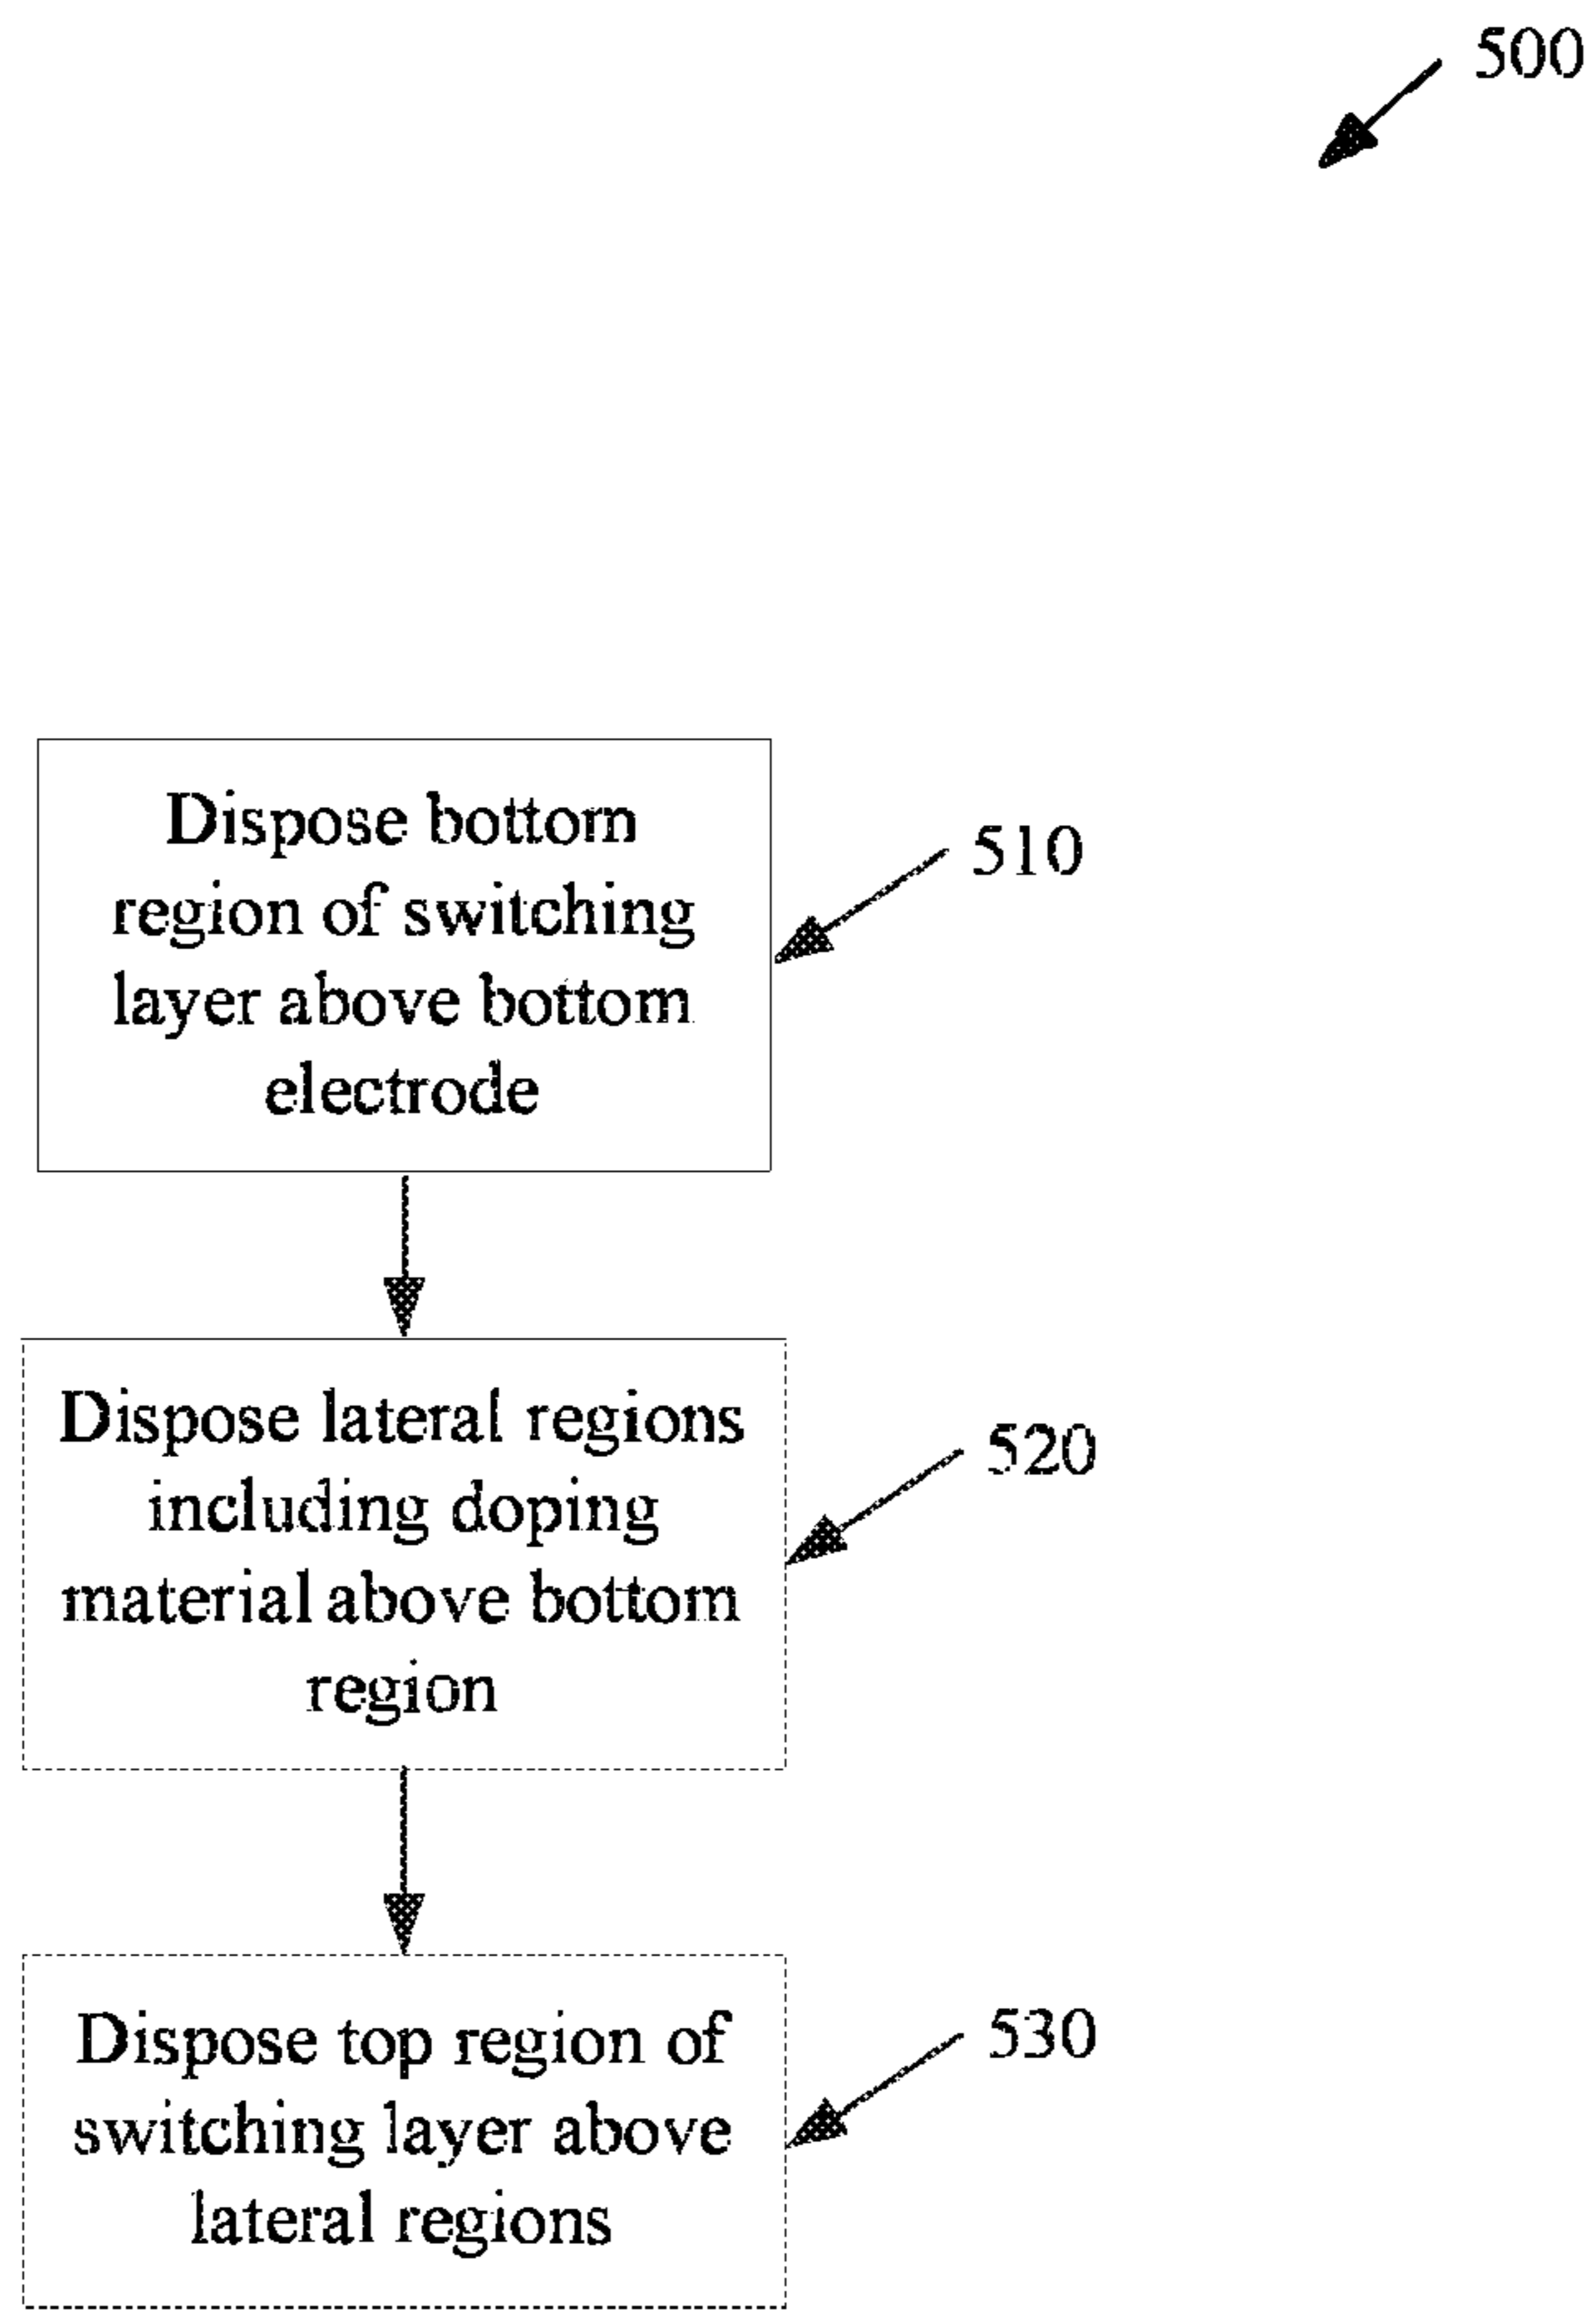 500
Dispose bottom
region of switching
layer above bottom
electrode
510
Dispose lateral regions
including doping
material above bottom
region
520
Dispose top region of
switching layer above
lateral regions
530